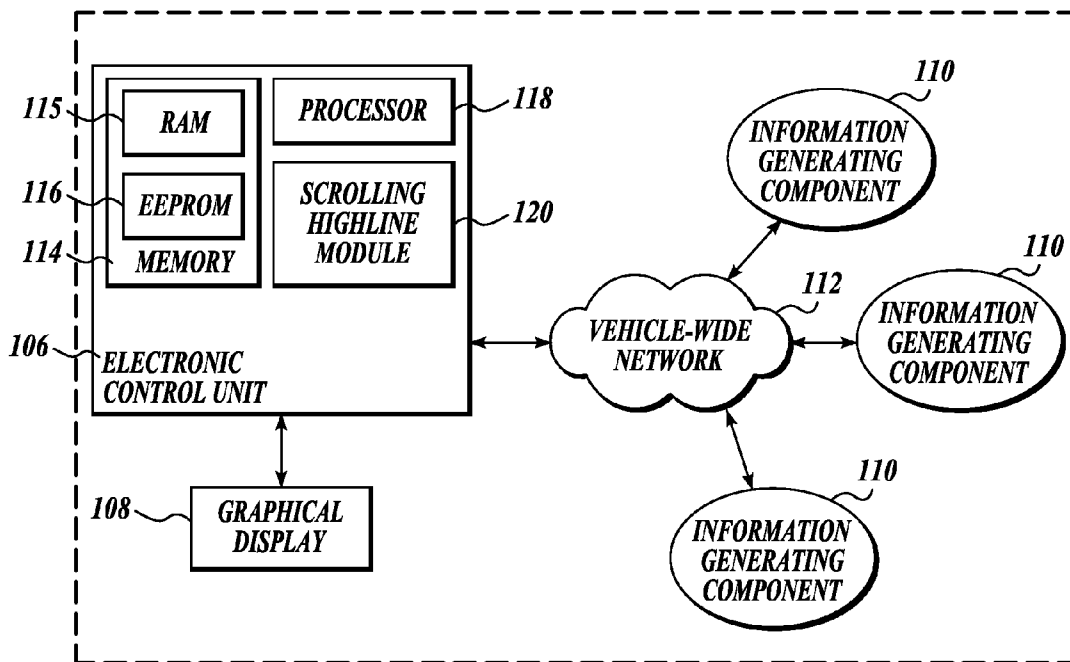 115
RAM
116
EEPROM
114
MEMORY
PROCESSOR
118
SCROLLING
HIGHLINE
MODULE
120
106
ELECTRONIC
CONTROL UNIT
108
GRAPHICAL
DISPLAY
112
VEHICLE-WIDE
NETWORK
110
INFORMATION
GENERATING
COMPONENT
110
INFORMATION
GENERATING
COMPONENT
110
INFORMATION
GENERATING
COMPONENT